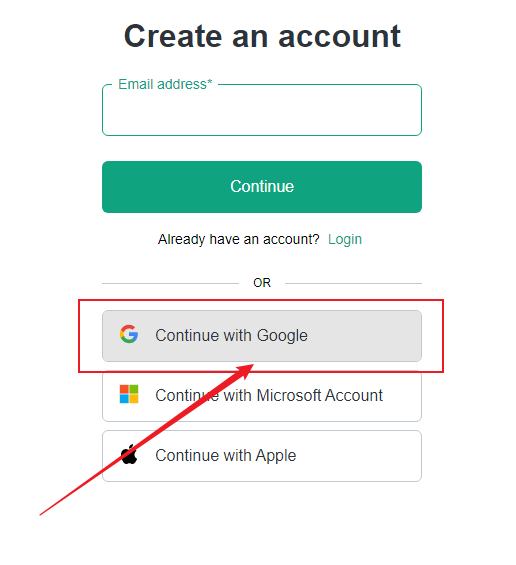 Create an account
Email address*
Continue
Already have an account? Login
OR
Continue with Google
Continue with Microsoft Account
Continue with Apple